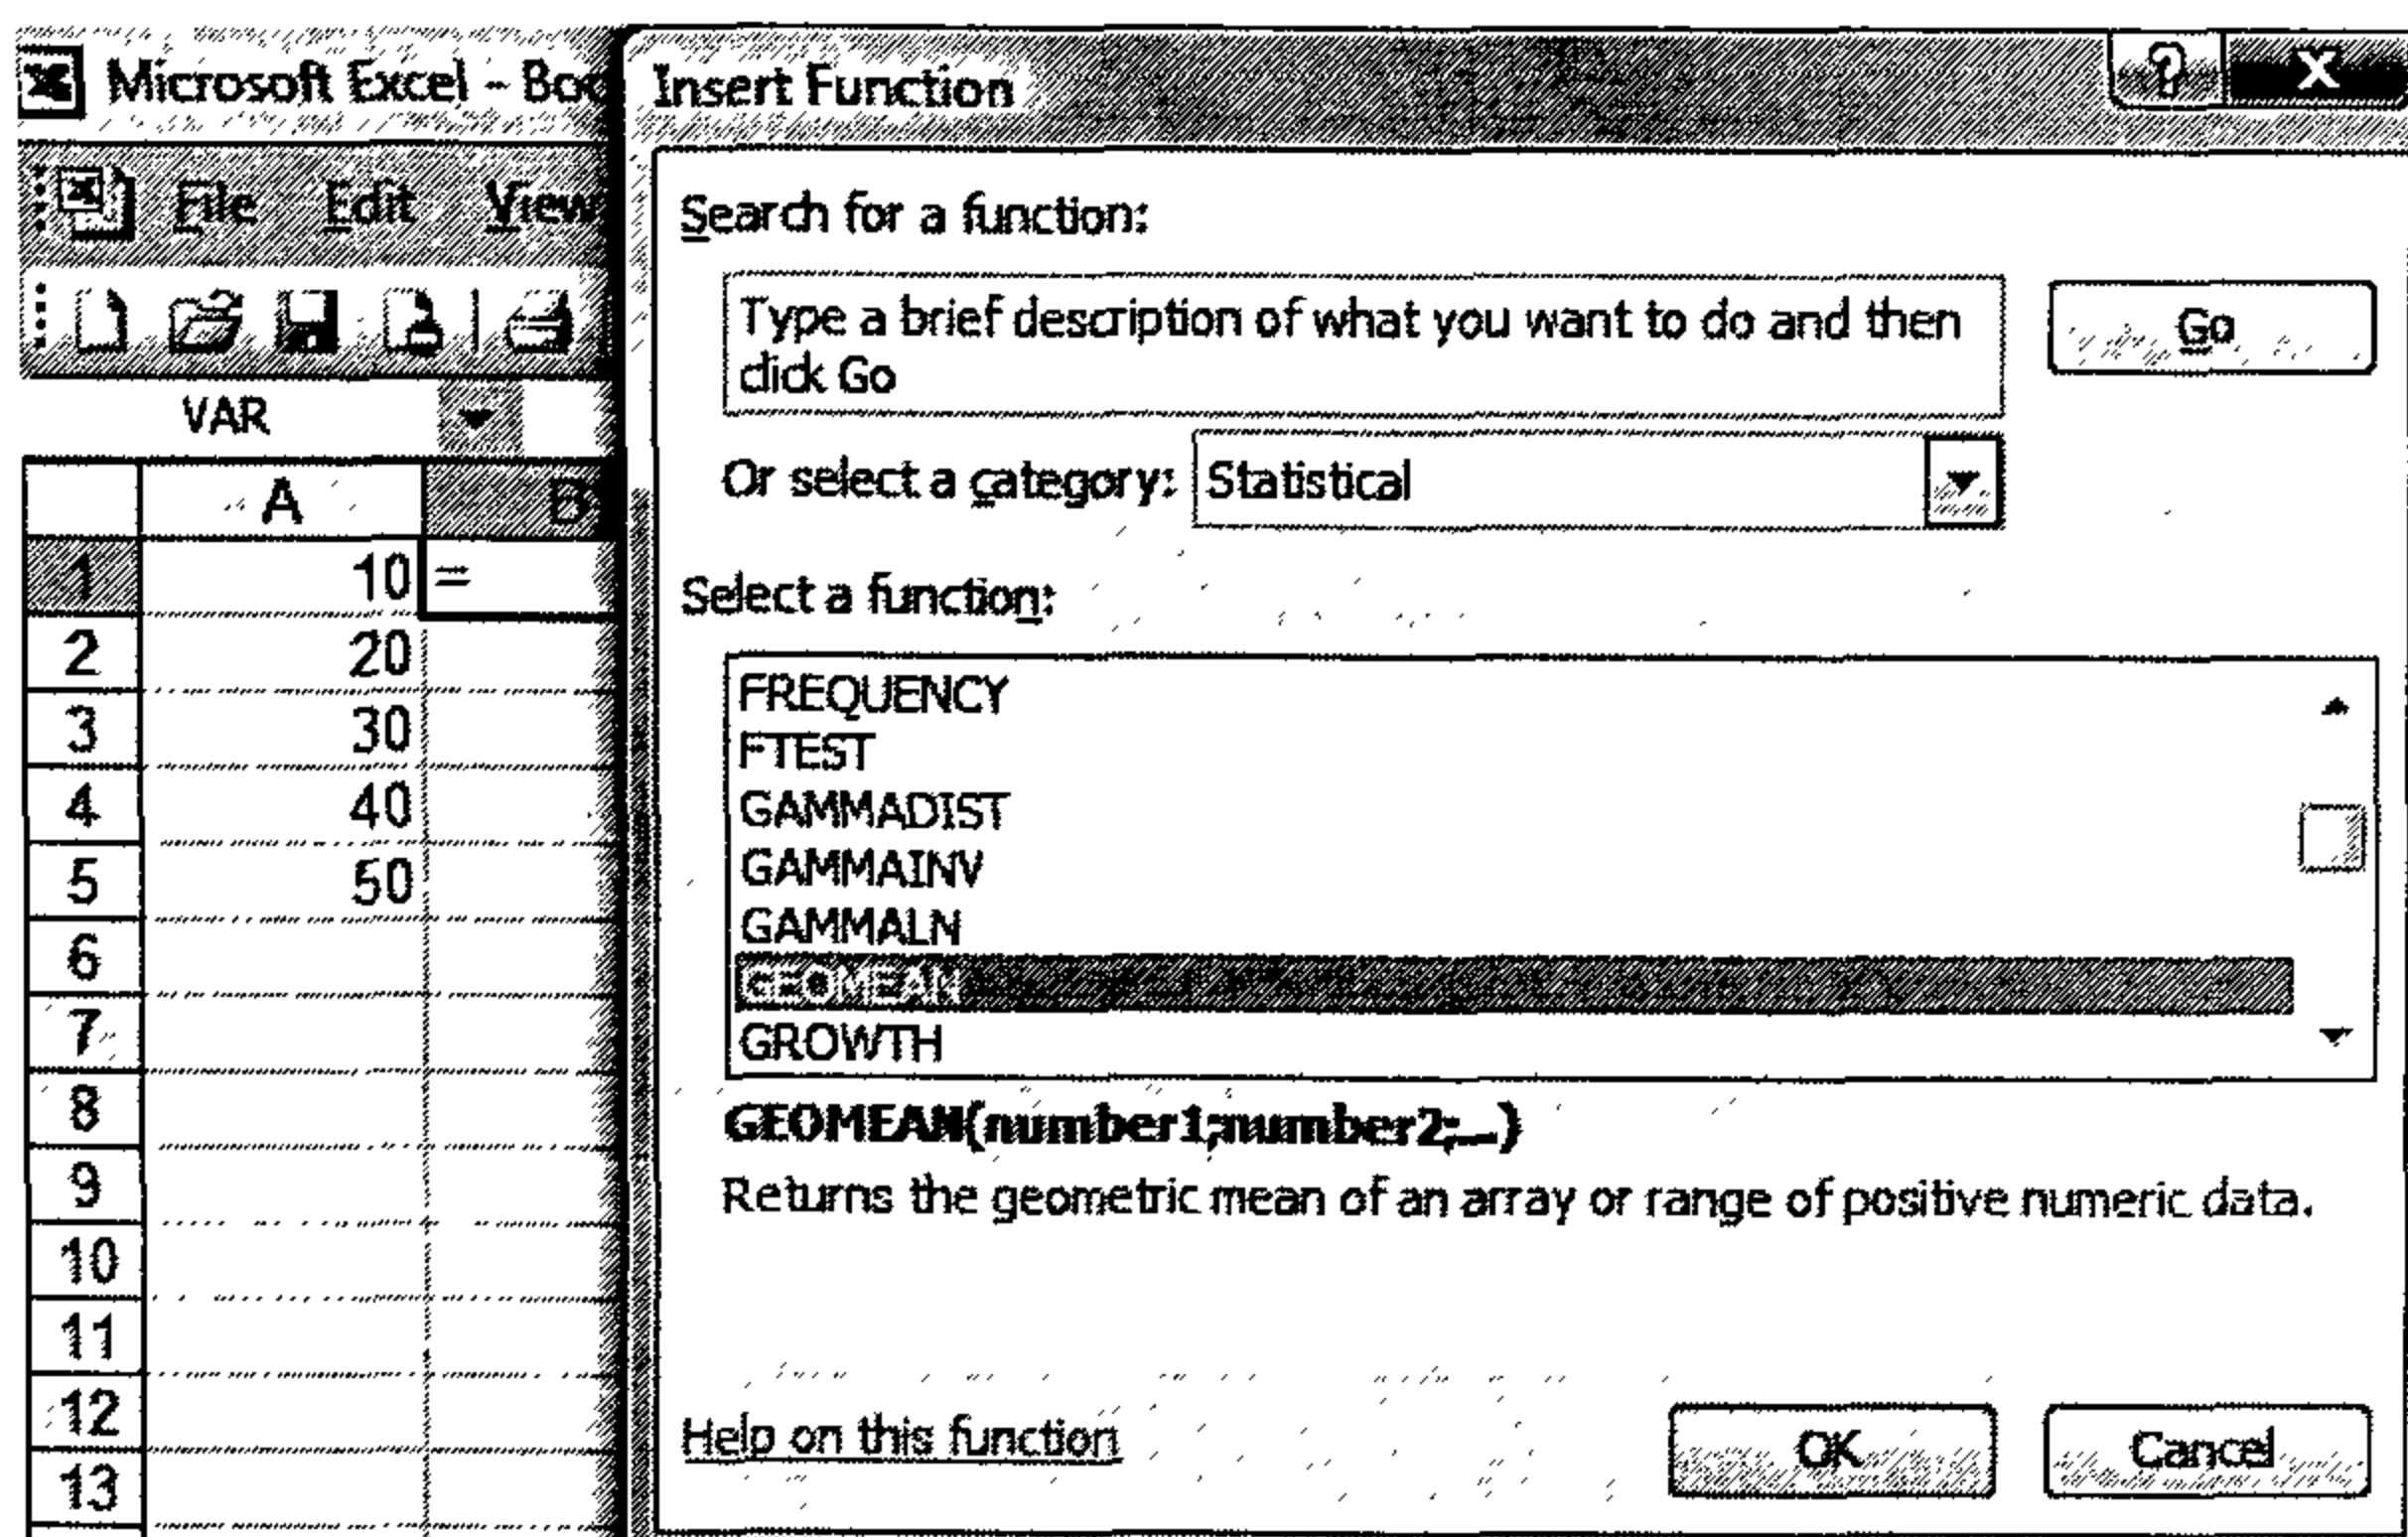 Microsoft Excel - Boo
Insert Function
File Edit View
Search for a function:
Type a brief description of what you want to do and then
click Go
Go
VAR
Or select a category: Statistical
A B
1 10 =
2 20
3 30
4 40
5 50
6
7
8
9
10
11
12
13
Select a function:
FREQUENCY
FTEST
GAMMADIST
GAMMAINV
GAMMALN
GEOMEAN
GROWTH
GEOMEAN(number1;number2;...)
Returns the geometric mean of an array or range of positive numeric data.
Help on this function
OK
Cancel